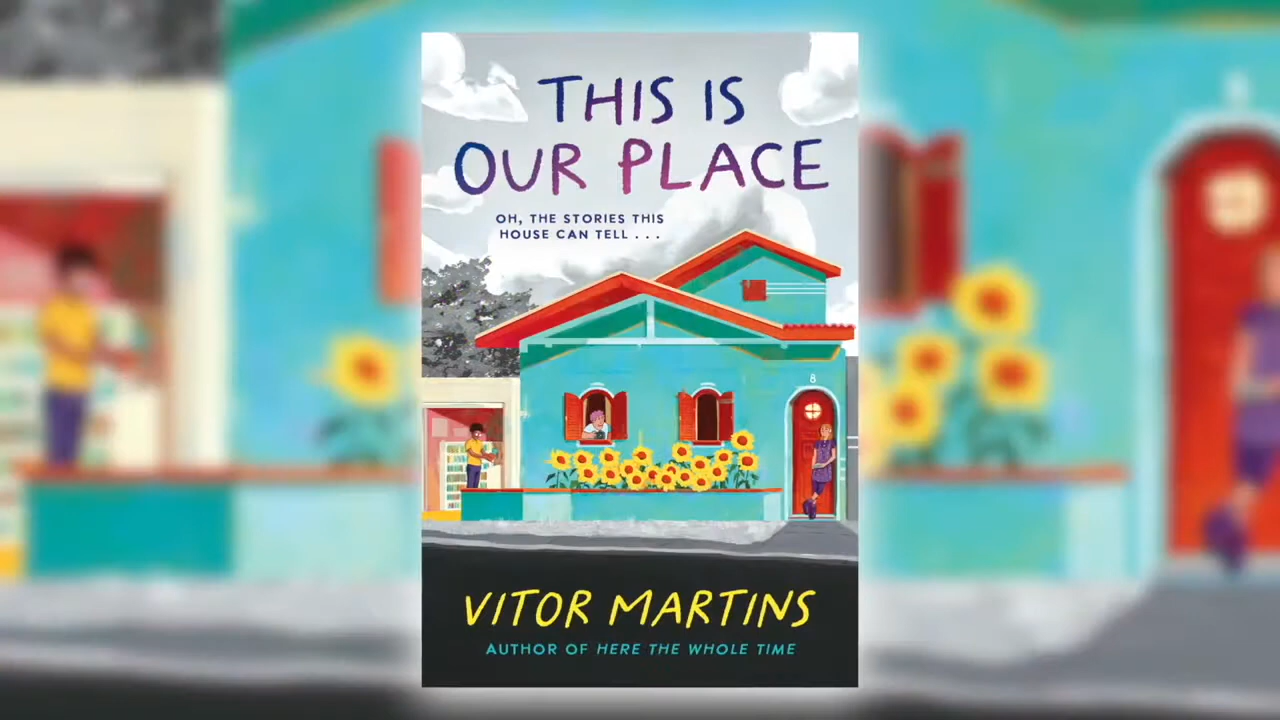 THIS IS
OUR PLACE
OH, THE STORIES THIS
HOUSE CAN TELL . . .
8
VITOR MARTINS
AUTHOR OF HERE THE WHOLE TIME